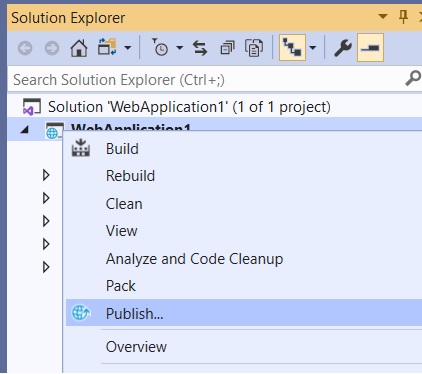 Solution Explorer
Search Solution Explorer (Ctrl+;)
Solution 'WebApplication1' (1 of 1 project)
WebApplication1
Build
Rebuild
Clean
View
Analyze and Code Cleanup
Pack
Publish...
Overview